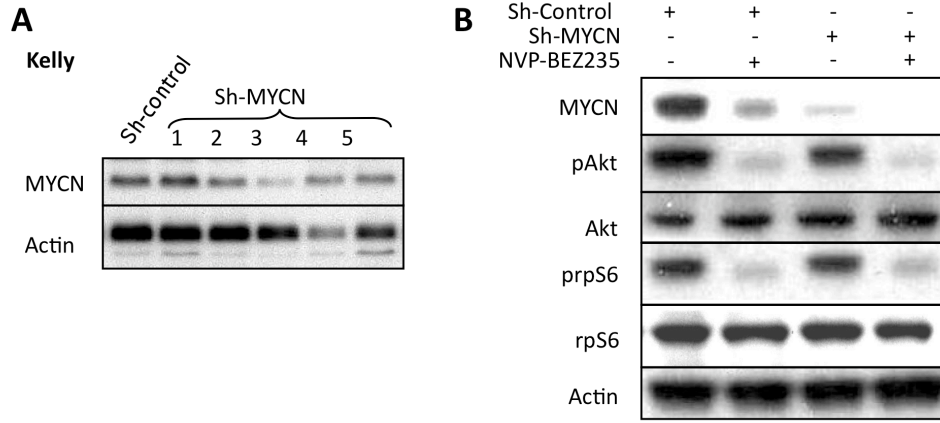 A
Kelly
Sh-control
Sh-MYCN
1 2 3 4 5
MYCN
Actin
B
Sh-Control + + - -
Sh-MYCN - - + +
NVP-BEZ235 - + - +
MYCN
pAkt
Akt
prpS6
rpS6
Actin